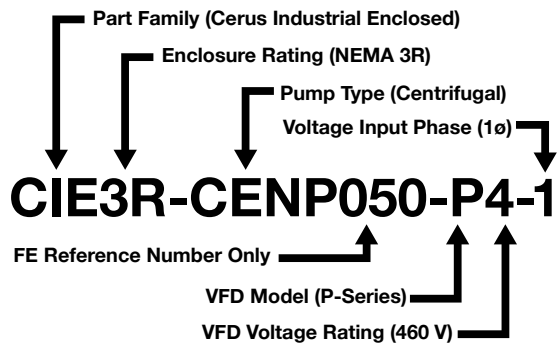 Part Family (Cerus Industrial Enclosed)
Enclosure Rating (NEMA 3R)
Pump Type (Centrifugal)
Voltage Input Phase (1ø)
CIE3R-CENP050-P4-1
FE Reference Number Only
VFD Model (P-Series)
VFD Voltage Rating (460 V)